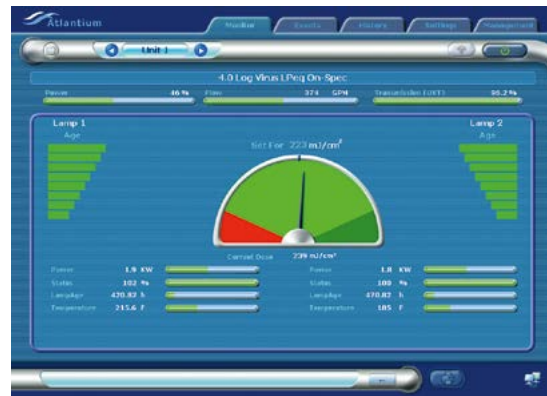 Atlantium
Monitor Events History Settings Management
Unit 1
4.0 Log Virus LPeq On-Spec
Power 46 % Flow 374 GPM Transmission (UVT) 98.2 %
Lamp 1 Lamp 2
Age Age
Set For 223 mJ/cm²
Current Dose 239 mJ/cm²
Power 1.9 KW Power 1.8 KW
Status 102 % Status 100 %
LampAge 470.82 h LampAge 470.82 h
Temperature 215.6 F Temperature 185 F